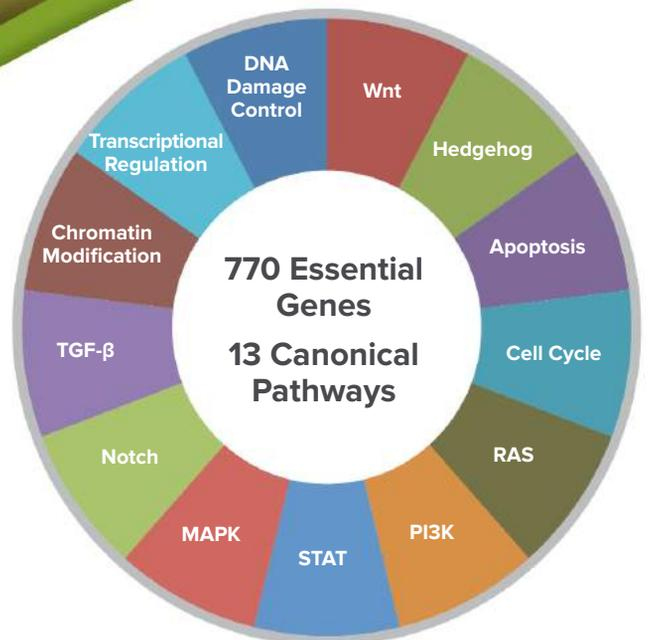 DNA
Damage
Control
Wnt
Hedgehog
Apoptosis
Cell Cycle
RAS
PI3K
STAT
MAPK
Notch
TGF-β
Chromatin
Modification
Transcriptional
Regulation
770 Essential
Genes
13 Canonical
Pathways